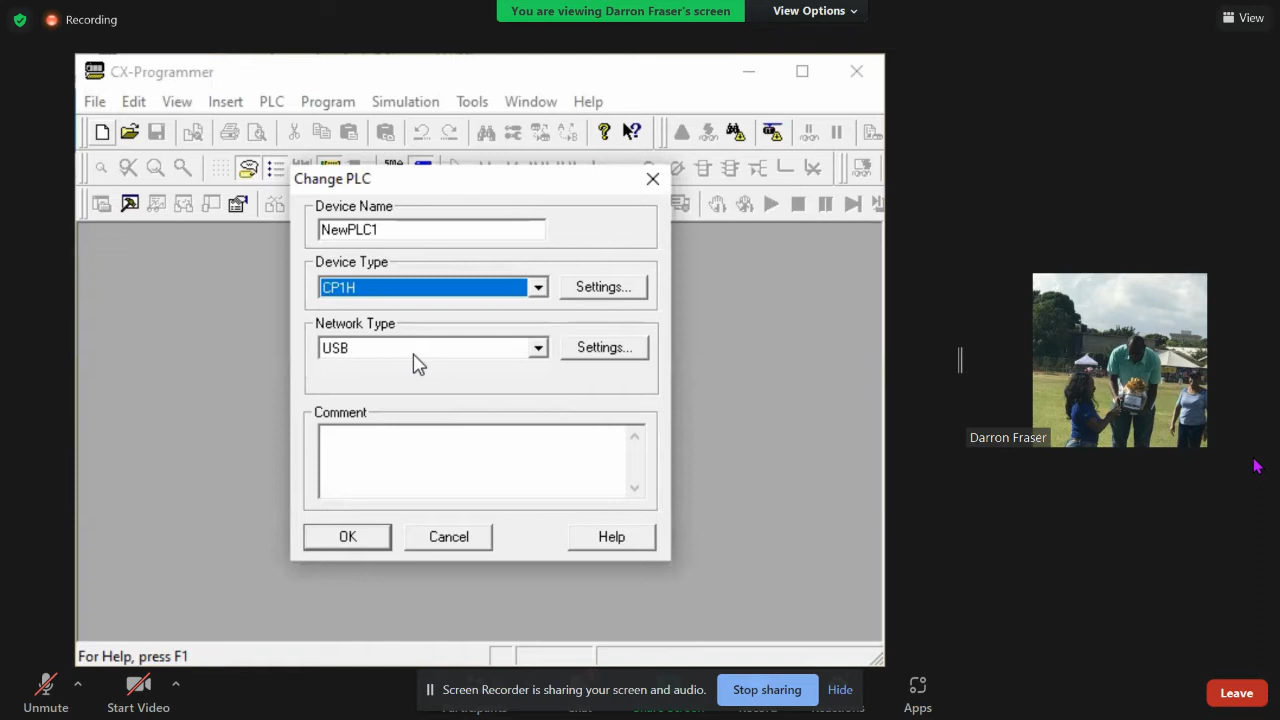 Recording
You are viewing Darron Fraser's screen
View Options
View
CX-Programmer
File Edit View Insert PLC Program Simulation Tools Window Help
Change PLC
Device Name
NewPLC1
Device Type
CP1H
Settings...
Network Type
USB
Settings...
Comment
OK
Cancel
Help
For Help, press F1
Darron Fraser
Unmute
Start Video
Screen Recorder is sharing your screen and audio.
Stop sharing
Hide
Apps
Leave